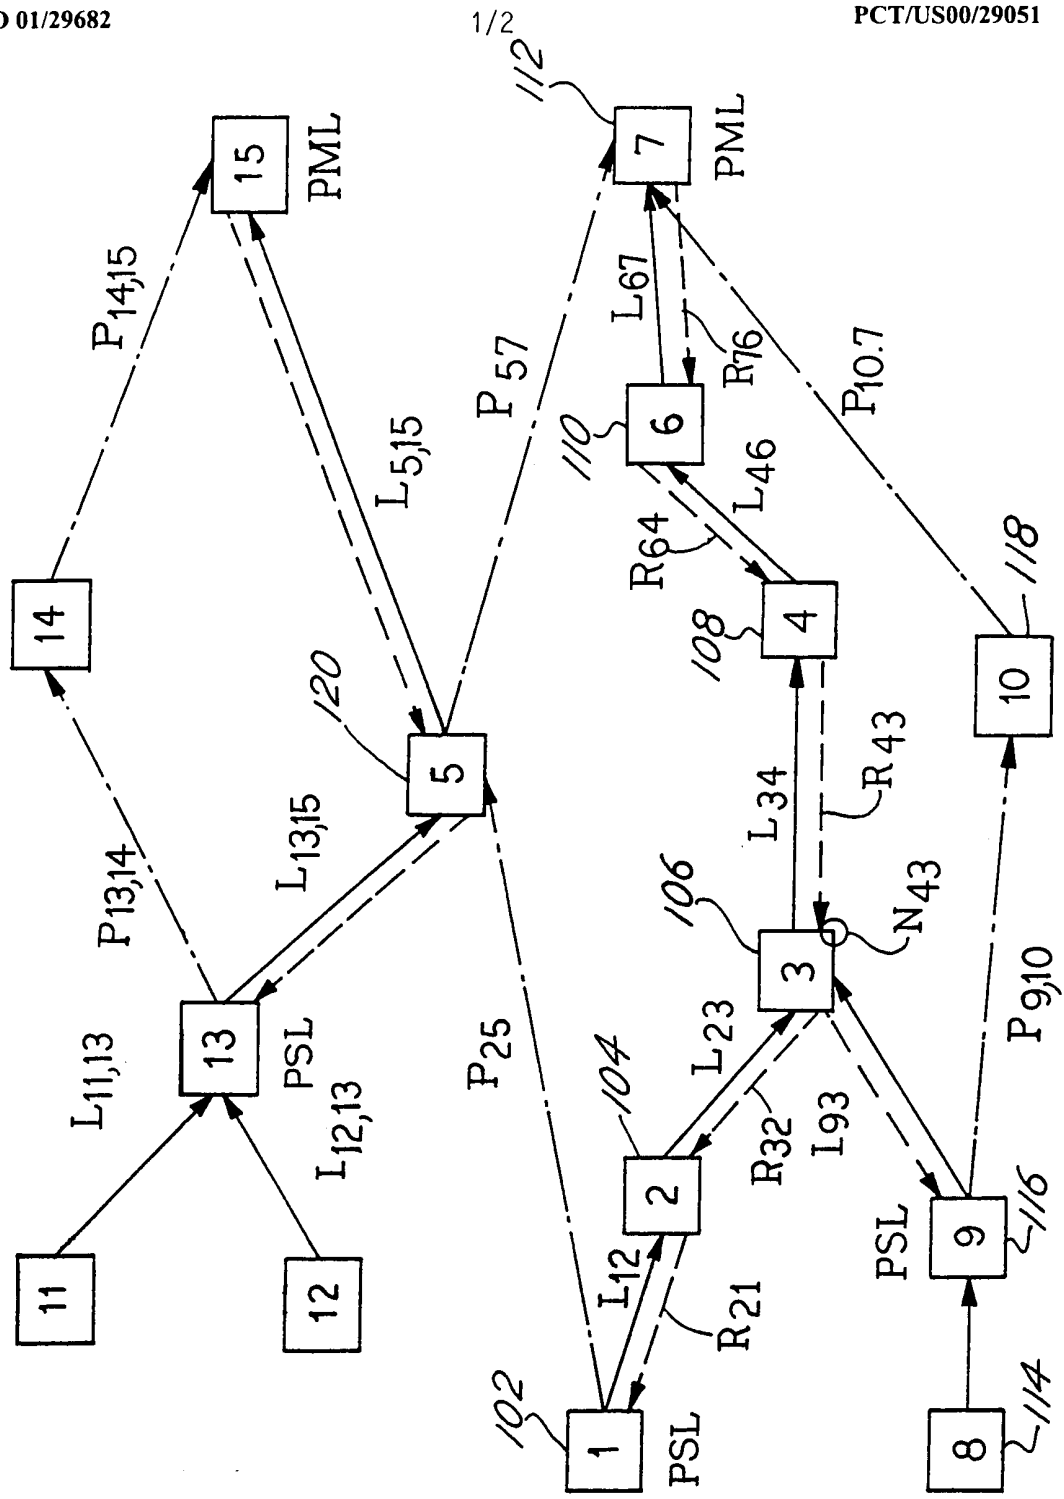 O 01/29682
1/2
PCT/US00/29051
11
L11,13
12
L12,13
13
PSL
P13,14
14
P14,15
15
PML
L13,15
120
5
L5,15
P25
P57
102
1
PSL
L12
R21
104
2
L23
R32
L93
106
3
N43
L34
R43
108
4
R64
L46
110
6
L67
R76
112
7
PML
8
114
PSL
9
116
P9,10
10
118
P10.7